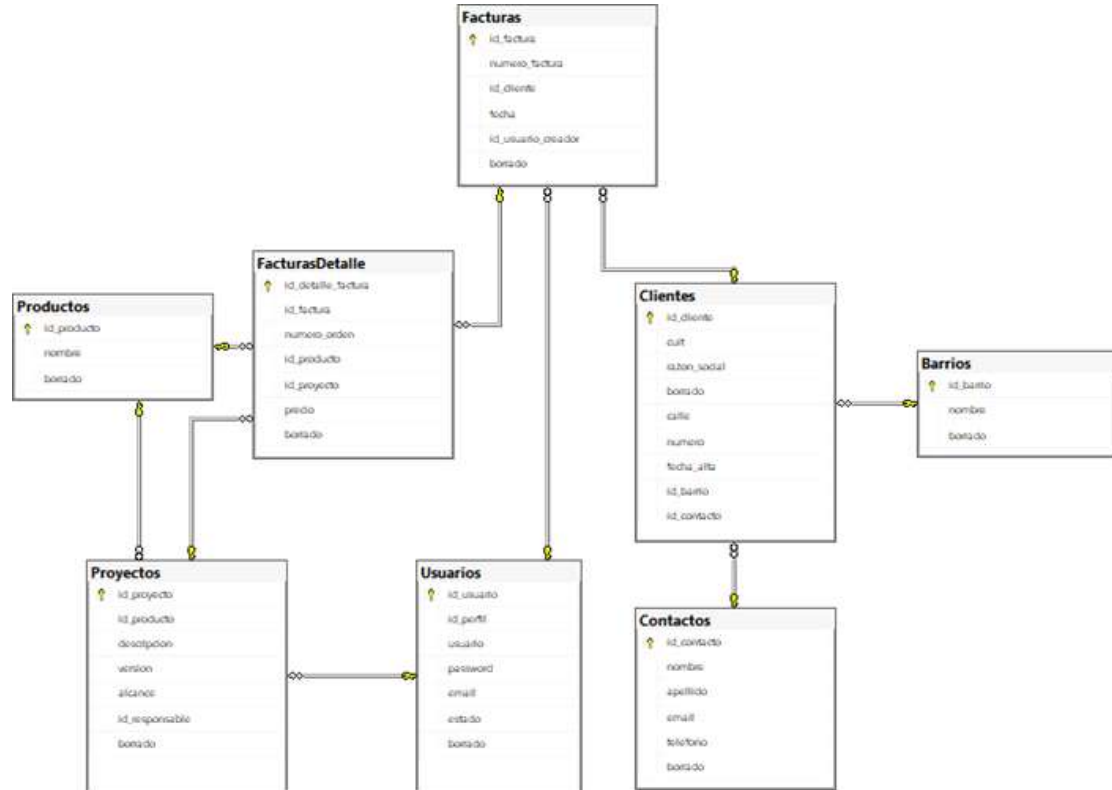 Facturas
id_factura
numero_factura
id_cliente
fecha
id_usuario_creador
borrado
FacturasDetalle
id_detalle_factura
id_factura
numero_orden
id_producto
id_proyecto
precio
borrado
Productos
id_producto
nombre
borrado
Clientes
id_cliente
cuit
razon_social
borrado
calle
numero
fecha_alta
id_barrio
id_contacto
Barrios
id_barrio
nombre
borrado
Proyectos
id_proyecto
id_producto
descripcion
version
alcance
id_responsable
borrado
Usuarios
id_usuario
id_perfil
usuario
password
email
estado
borrado
Contactos
id_contacto
nombre
apellido
email
telefono
borrado